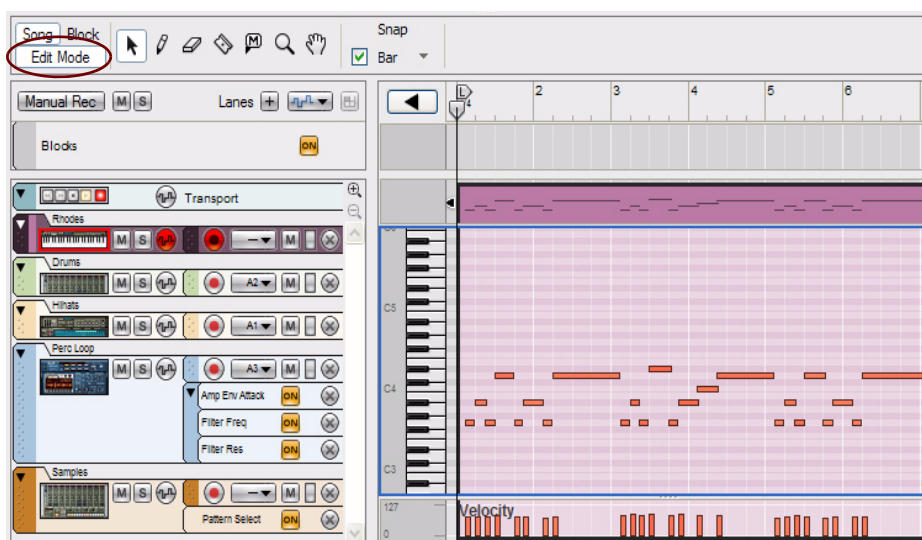 Song Block Snap
Edit Mode M Bar
Manual Rec M S Lanes + L 4 2 3 4 5 6
Blocks ON
Transport
Rhodes
M S — M
Drums
M S A2 M C5
Hihats
M S A1 M
Perc Loop
M S A3 M
Amp Env Attack ON C4
Filter Freq ON
Filter Res ON
C3
Samples
M S — M
127 Velocity
Pattern Select ON
0